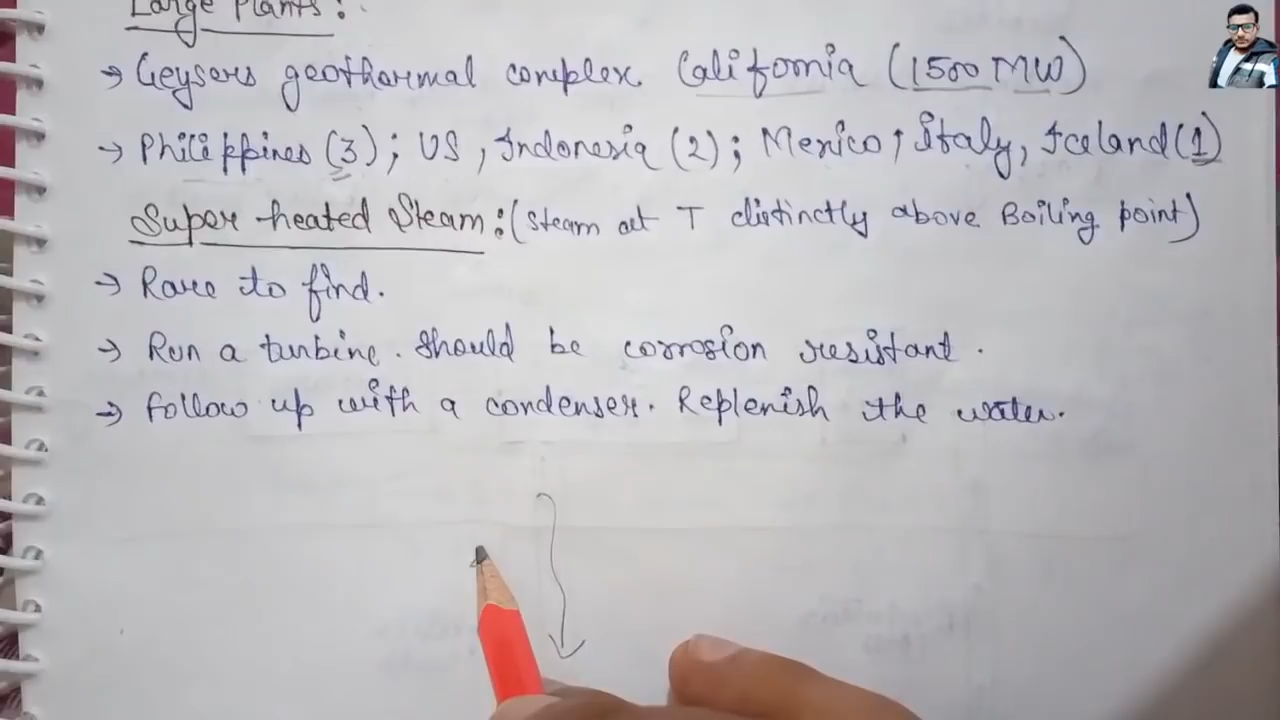 Large Plants:
→ Geysers geothermal complex California (1500 MW)
→ Philippines (3); US, Indonesia (2); Mexico, Italy, Iceland (1)
Super heated Steam: (Steam at T distinctly above Boiling point)
→ Rare to find.
→ Run a turbine. Should be corrosion resistant.
→ Follow up with a condenser. Replenish the water.